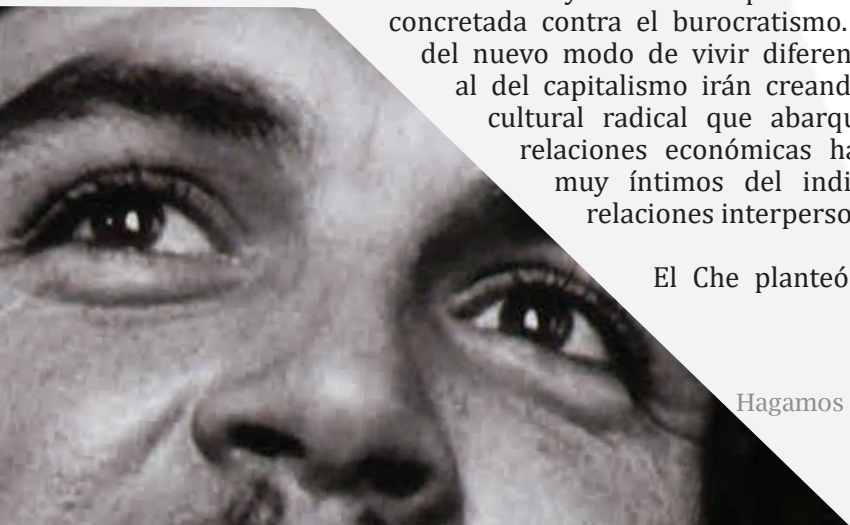 concretada contra el burocratismo.
del nuevo modo de vivir diferen
al del capitalismo irán creand
cultural radical que abarqu
relaciones económicas ha
muy íntimos del indi
relaciones interperso
El Che planteó
Hagamos